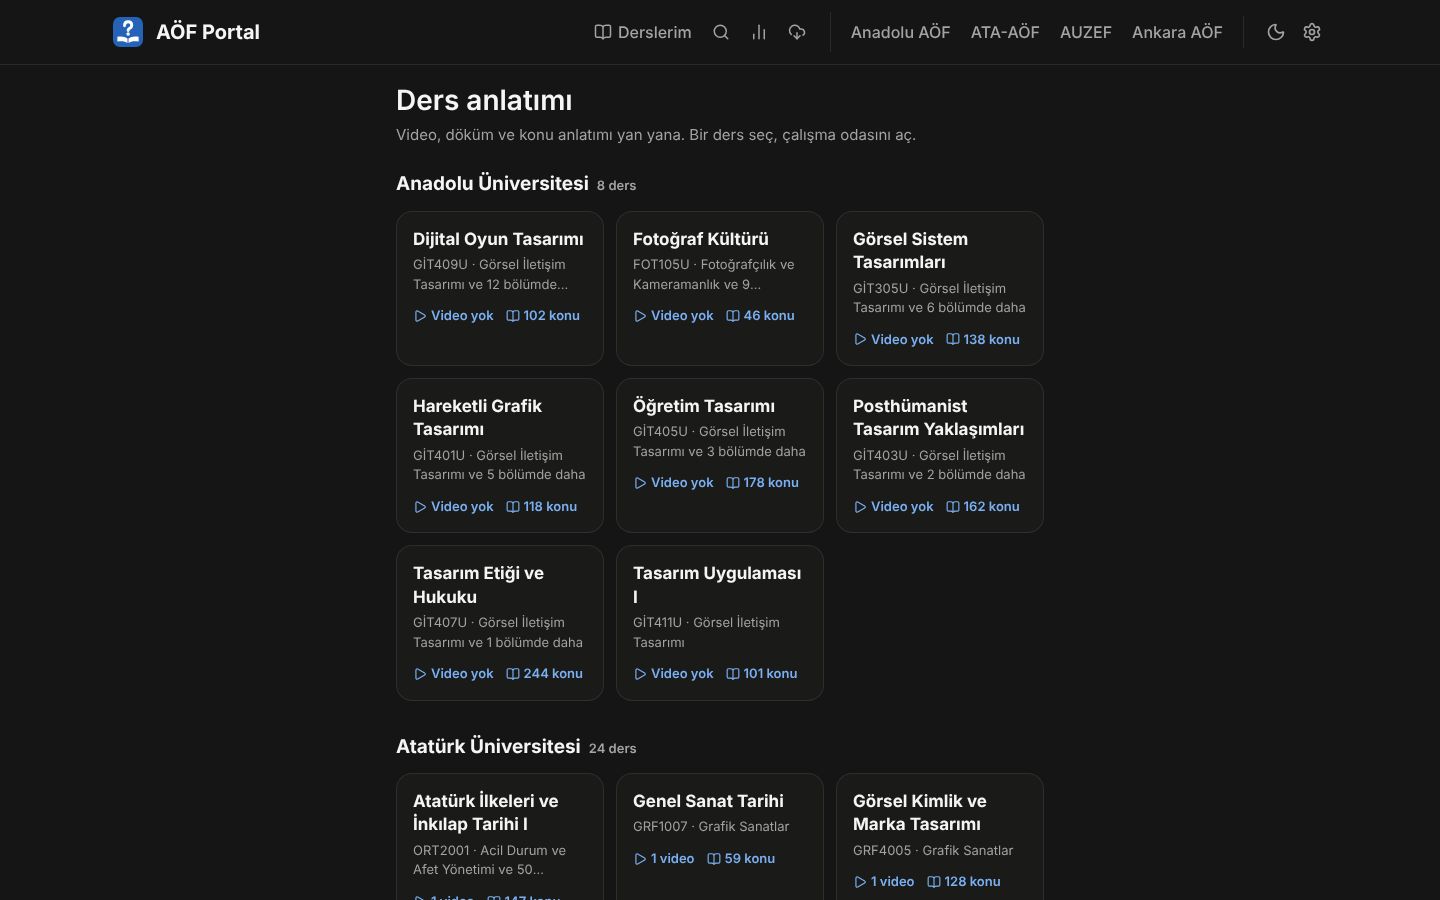 AÖF Portal
Derslerim
Anadolu AÖF
ATA-AÖF
AUZEF
Ankara AÖF
Ders anlatımı
Video, döküm ve konu anlatımı yan yana. Bir ders seç, çalışma odasını aç.
Anadolu Üniversitesi 8 ders
Dijital Oyun Tasarımı
GİT409U · Görsel İletişim
Tasarımı ve 12 bölümde...
Video yok 102 konu
Fotoğraf Kültürü
FOT105U · Fotoğrafçılık ve
Kameramanlık ve 9...
Video yok 46 konu
Görsel Sistem
Tasarımları
GİT305U · Görsel İletişim
Tasarımı ve 6 bölümde daha
Video yok 138 konu
Hareketli Grafik
Tasarımı
GİT401U · Görsel İletişim
Tasarımı ve 5 bölümde daha
Video yok 118 konu
Öğretim Tasarımı
GİT405U · Görsel İletişim
Tasarımı ve 3 bölümde daha
Video yok 178 konu
Posthümanist
Tasarım Yaklaşımları
GİT403U · Görsel İletişim
Tasarımı ve 2 bölümde daha
Video yok 162 konu
Tasarım Etiği ve
Hukuku
GİT407U · Görsel İletişim
Tasarımı ve 1 bölümde daha
Video yok 244 konu
Tasarım Uygulaması
I
GİT411U · Görsel İletişim
Tasarımı
Video yok 101 konu
Atatürk Üniversitesi 24 ders
Atatürk İlkeleri ve
İnkılap Tarihi I
ORT2001 · Acil Durum ve
Afet Yönetimi ve 50...
1 video 147 konu
Genel Sanat Tarihi
GRF1007 · Grafik Sanatlar
1 video 59 konu
Görsel Kimlik ve
Marka Tasarımı
GRF4005 · Grafik Sanatlar
1 video 128 konu